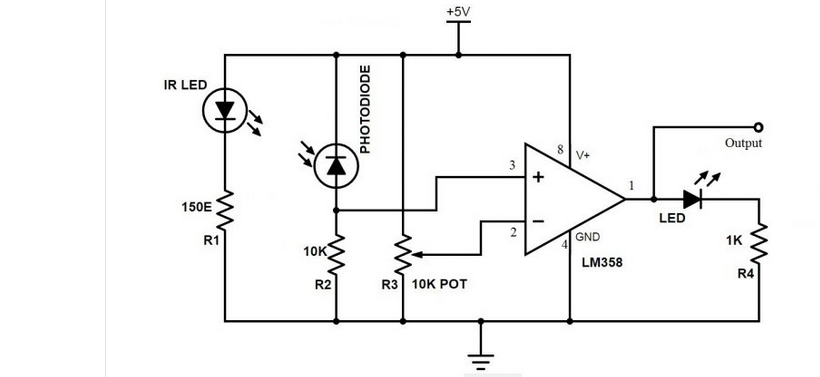 +5V
IR LED
PHOTODIODE
8
V+
Output
3
+
1
150E
LED
−
2
R1
10K
4
GND
1K
LM358
R4
R2
R3
10K POT